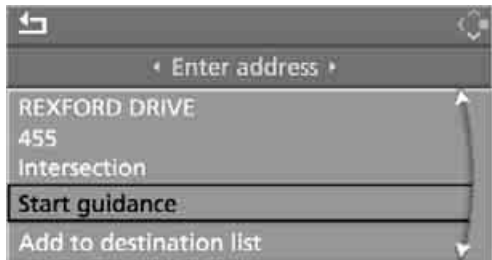 Enter address
REXFORD DRIVE
455
Intersection
Start guidance
Add to destination list